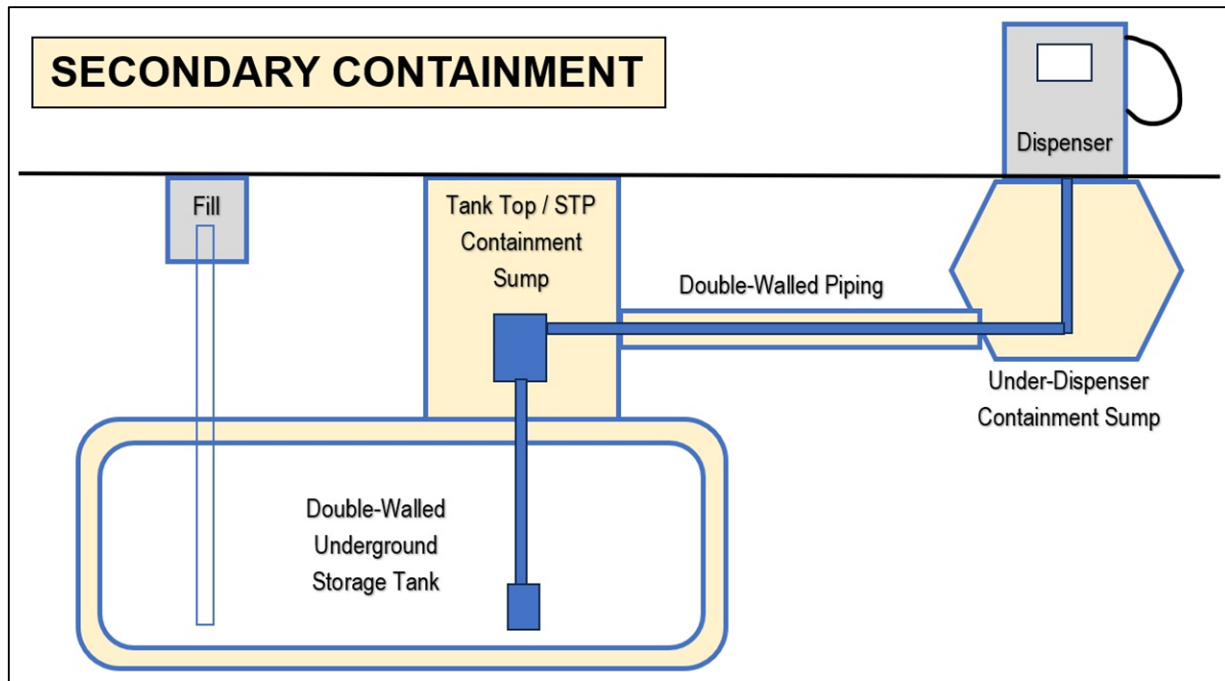 SECONDARY CONTAINMENT
Dispenser
Fill
Tank Top / STP
Containment
Sump
Double-Walled Piping
Under-Dispenser
Containment Sump
Double-Walled
Underground
Storage Tank